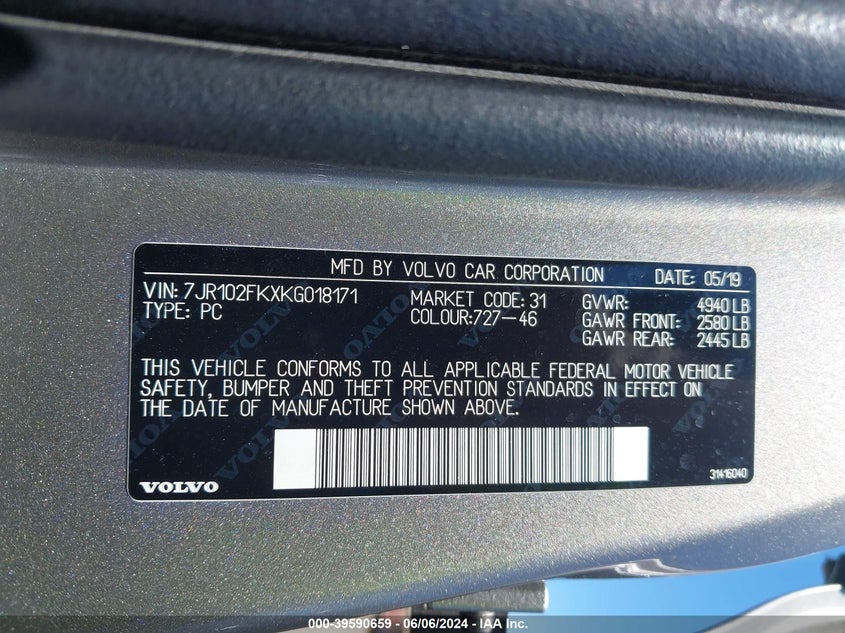 MFD BY VOLVO CAR CORPORATION DATE: 05/19
VIN: 7JR102FKXKG018171 MARKET CODE: 31 GVWR: 4940 LB
TYPE: PC COLOUR:727-46 GAWR FRONT: 2580 LB
GAWR REAR: 2445 LB
THIS VEHICLE CONFORMS TO ALL APPLICABLE FEDERAL MOTOR VEHICLE
SAFETY, BUMPER AND THEFT PREVENTION STANDARDS IN EFFECT ON
THE DATE OF MANUFACTURE SHOWN ABOVE.
VOLVO 31416040
000-39590659 - 06/06/2024 - IAA Inc.